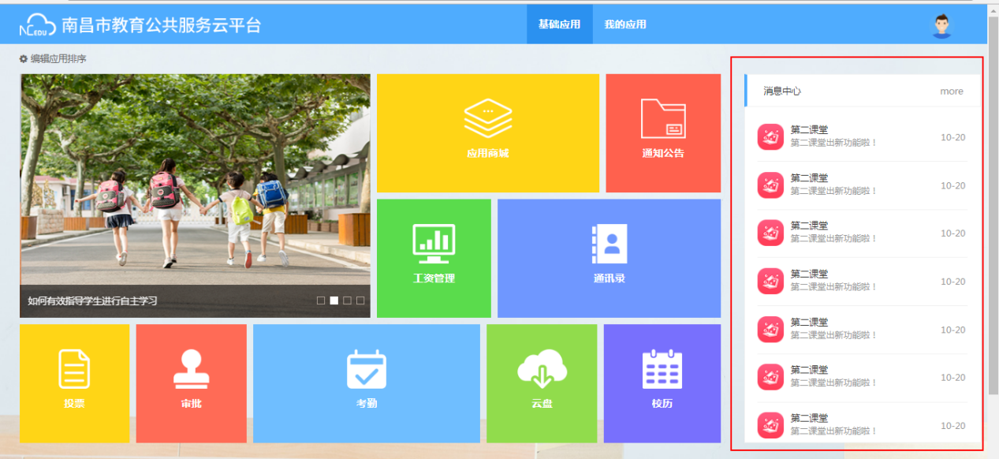 NCEDU 南昌市教育公共服务云平台
基础应用 我的应用
编辑应用排序
如何有效指导学生进行自主学习
应用商城
通知公告
工资管理
通讯录
投票
审批
考勤
云盘
校历
消息中心 more
第二课堂
第二课堂出新功能啦！ 10-20
第二课堂
第二课堂出新功能啦！ 10-20
第二课堂
第二课堂出新功能啦！ 10-20
第二课堂
第二课堂出新功能啦！ 10-20
第二课堂
第二课堂出新功能啦！ 10-20
第二课堂
第二课堂出新功能啦！ 10-20
第二课堂
第二课堂出新功能啦！ 10-20